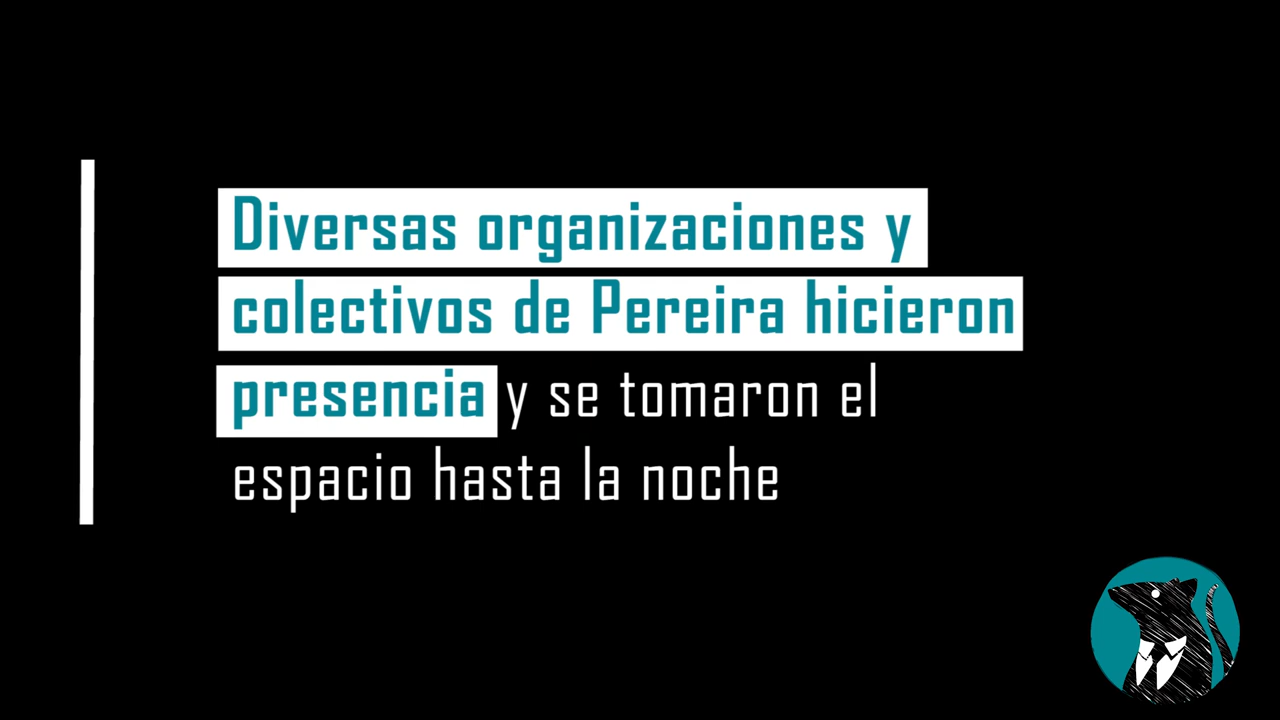 Diversas organizaciones y
colectivos de Pereira hicieron
presencia y se tomaron el
espacio hasta la noche